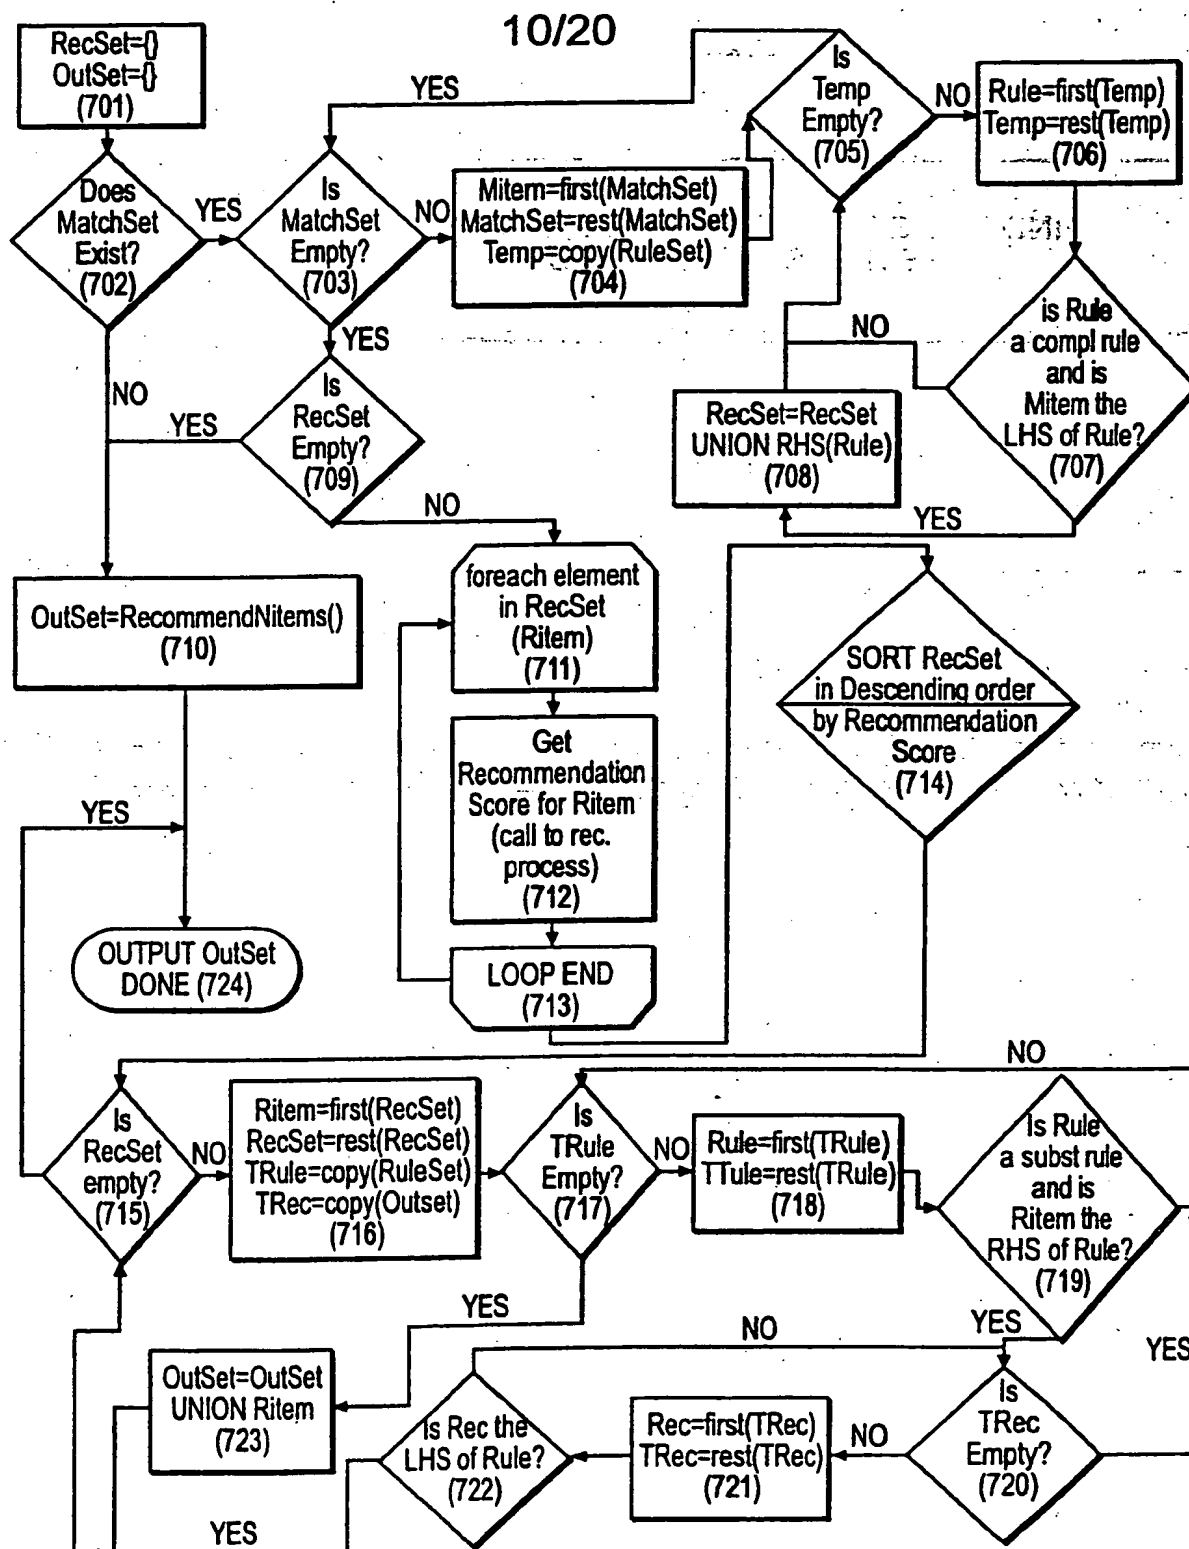 10/20
RecSet={}
OutSet={}
(701)
Does
MatchSet
Exist?
(702)
YES
NO
Is
MatchSet
Empty?
(703)
NO
YES
Mitem=first(MatchSet)
MatchSet=rest(MatchSet)
Temp=copy(RuleSet)
(704)
YES
Is
Temp
Empty?
(705)
NO
Rule=first(Temp)
Temp=rest(Temp)
(706)
is Rule
a compl rule
and is
Mitem the
LHS of Rule?
(707)
NO
YES
RecSet=RecSet
UNION RHS(Rule)
(708)
Is
RecSet
Empty?
(709)
YES
NO
OutSet=RecommendNitems()
(710)
foreach element
in RecSet
(Ritem)
(711)
Get
Recommendation
Score for Ritem
(call to rec.
process)
(712)
LOOP END
(713)
SORT RecSet
in Descending order
by Recommendation
Score
(714)
YES
OUTPUT OutSet
DONE (724)
Is
RecSet
empty?
(715)
NO
Ritem=first(RecSet)
RecSet=rest(RecSet)
TRule=copy(RuleSet)
TRec=copy(Outset)
(716)
Is
TRule
Empty?
(717)
NO
YES
Rule=first(TRule)
TTule=rest(TRule)
(718)
NO
Is Rule
a subst rule
and is
Ritem the
RHS of Rule?
(719)
YES
YES
Is
TRec
Empty?
(720)
NO
Rec=first(TRec)
TRec=rest(TRec)
(721)
NO
Is Rec the
LHS of Rule?
(722)
YES
OutSet=OutSet
UNION Ritem
(723)